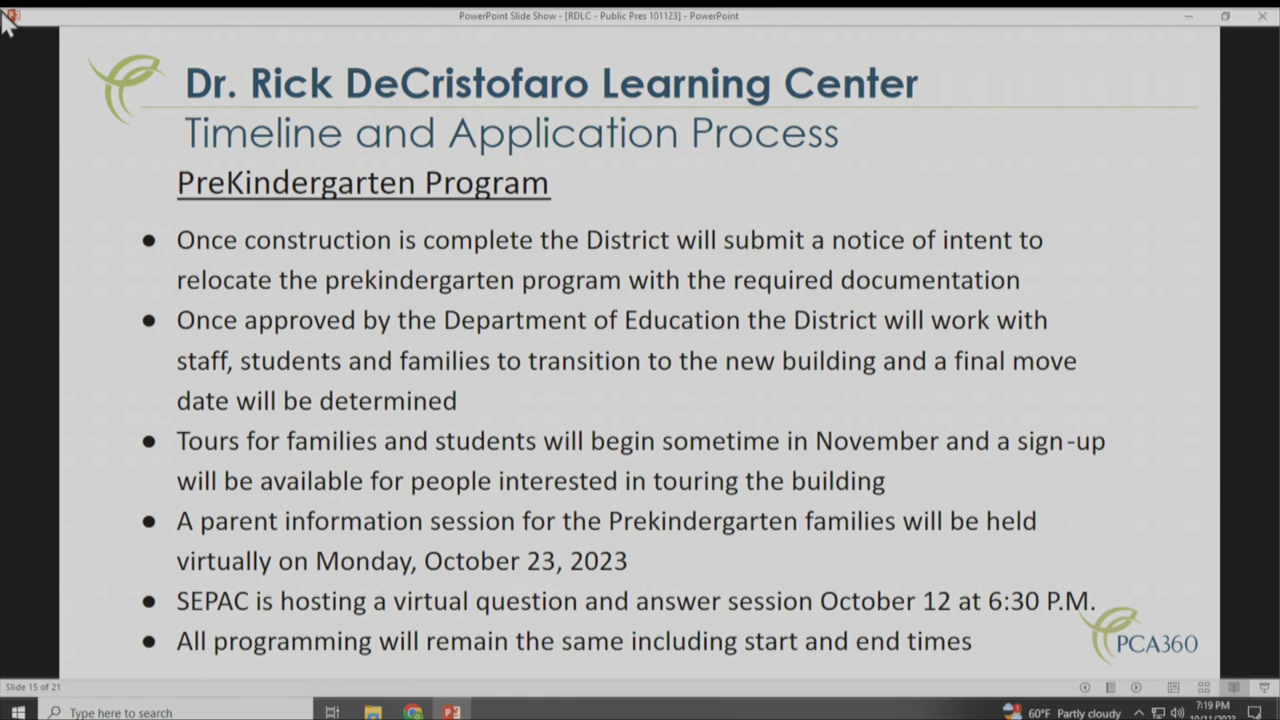 PowerPoint Slide Show - [RDLC - Public Pres 101123] - PowerPoint
Dr. Rick DeCristofaro Learning Center
Timeline and Application Process
PreKindergarten Program
● Once construction is complete the District will submit a notice of intent to
relocate the prekindergarten program with the required documentation
● Once approved by the Department of Education the District will work with
staff, students and families to transition to the new building and a final move
date will be determined
● Tours for families and students will begin sometime in November and a sign-up
will be available for people interested in touring the building
● A parent information session for the Prekindergarten families will be held
virtually on Monday, October 23, 2023
● SEPAC is hosting a virtual question and answer session October 12 at 6:30 P.M.
● All programming will remain the same including start and end times
PCA360
Slide 15 of 21
Type here to search
60°F Partly cloudy
7:19 PM